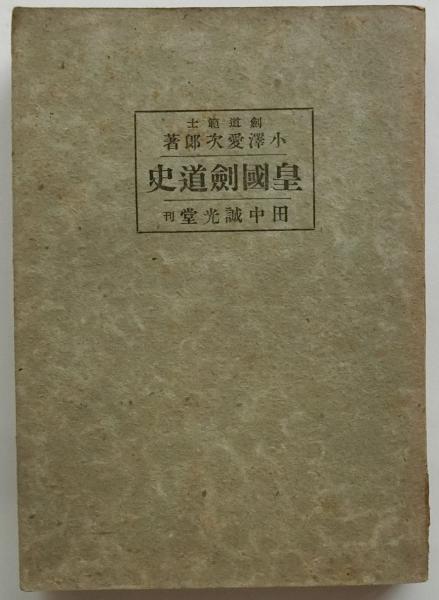 劍道範士
小澤愛次郎著
皇國劍道史
田中誠光堂刊